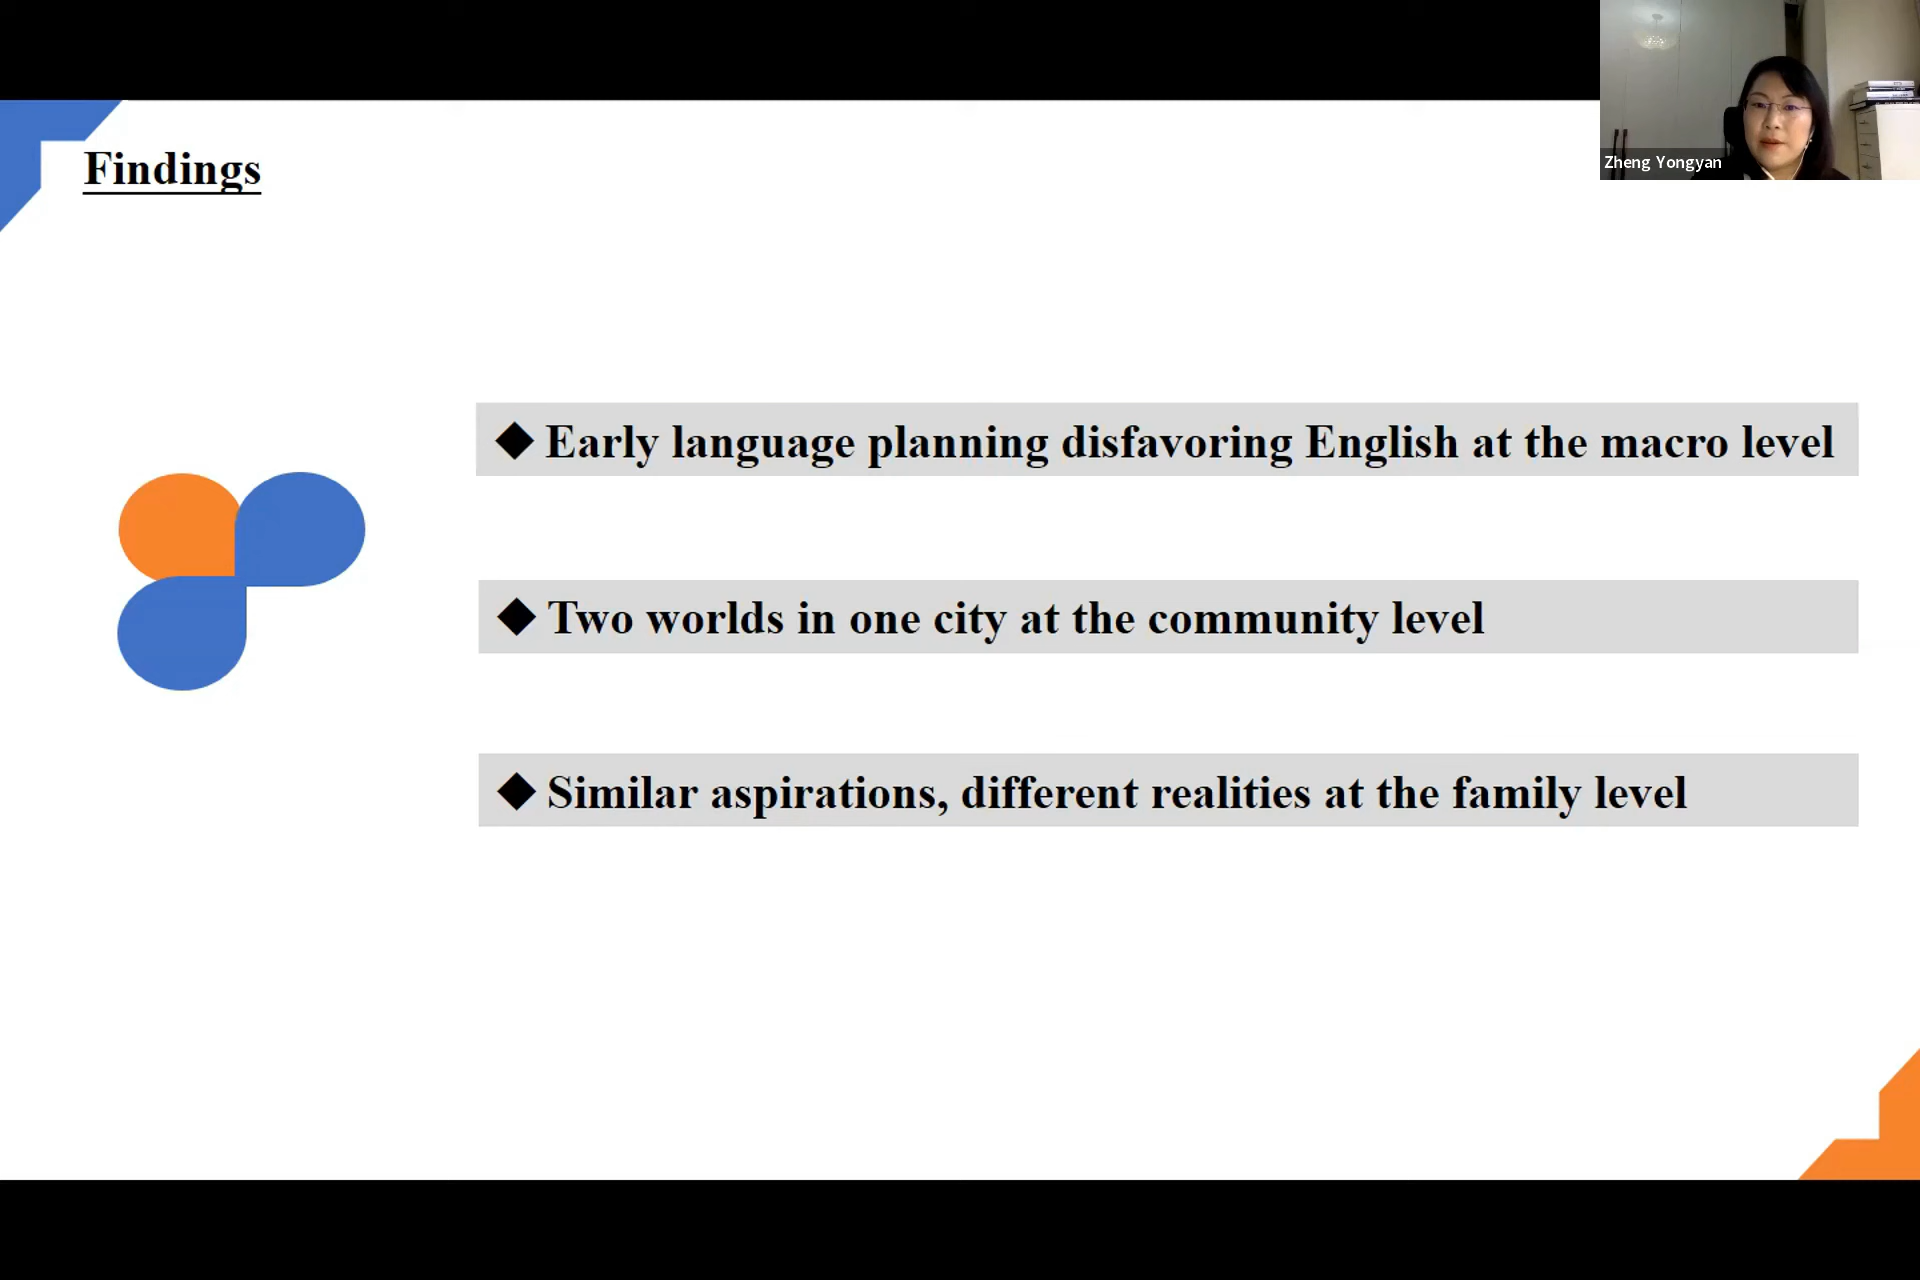 Zheng Yongyan
Findings
◆ Early language planning disfavoring English at the macro level
◆ Two worlds in one city at the community level
◆ Similar aspirations, different realities at the family level